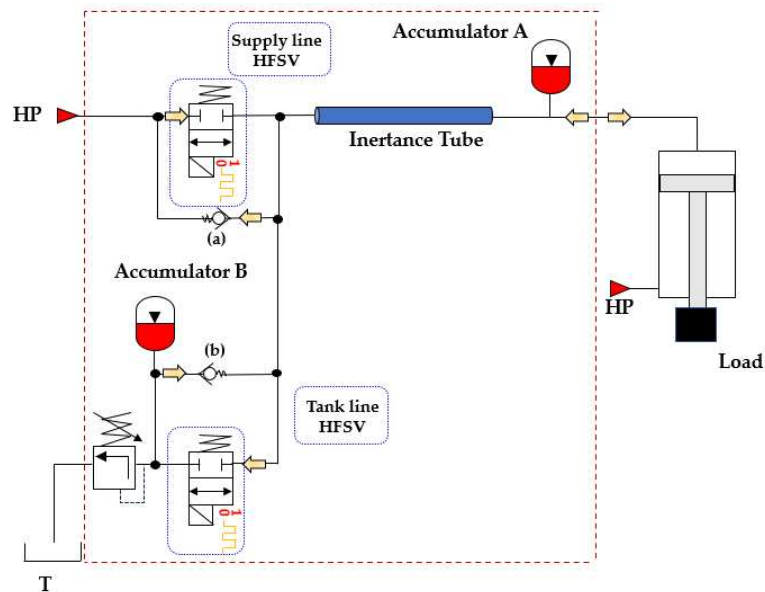 Supply line
HFSV
Accumulator A
HP
1
0
Inertance Tube
(a)
Accumulator B
HP
(b)
Load
Tank line
HFSV
1
0
T